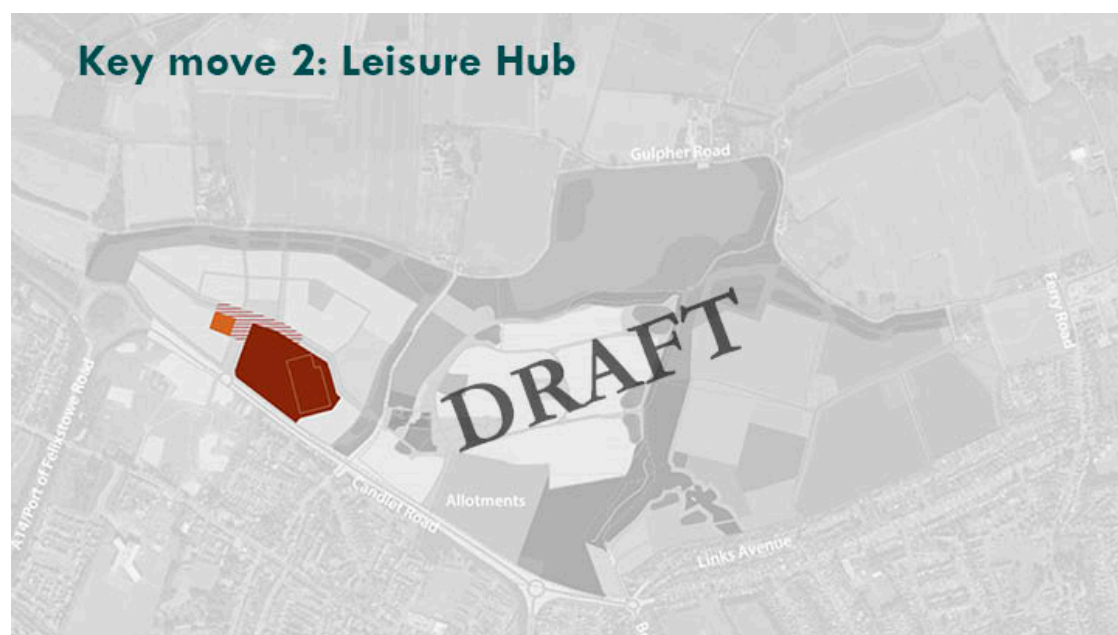 Key move 2: Leisure Hub
Gulpher Road
Ferry Road
DRAFT
A14/Port of Felixstowe Road
Candlet Road
Allotments
Links Avenue